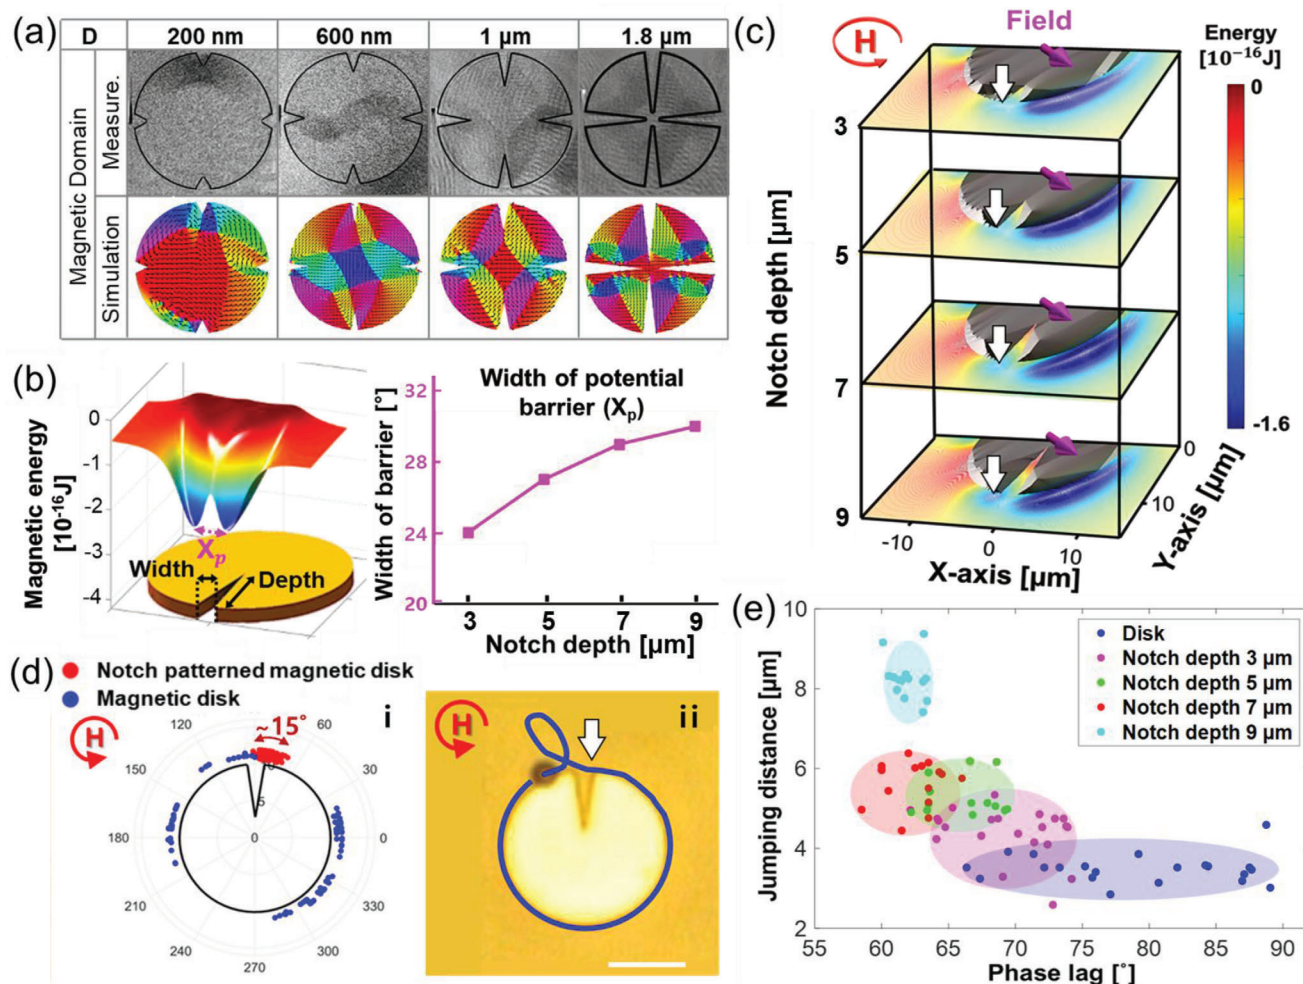 (a)
D
200 nm
600 nm
1 μm
1.8 μm
Magnetic Domain
Measure.
Simulation
(b)
Magnetic energy
[10⁻¹⁶J]
0
-1
-2
-3
-4
Xₚ
Width
Depth
Width of potential
barrier (Xₚ)
Width of barrier [°]
32
28
24
20
3
5
7
9
Notch depth [μm]
(c)
H
Field
Energy
[10⁻¹⁶J]
0
-1.6
Notch depth [μm]
3
5
7
9
-10
0
10
X-axis [μm]
0
10
Y-axis [μm]
(d)
Notch patterned magnetic disk
Magnetic disk
H
i
~15°
120
60
150
30
180
0
0
210
330
240
300
270
5
H
ii
(e)
Jumping distance [μm]
10
8
6
4
2
Disk
Notch depth 3 μm
Notch depth 5 μm
Notch depth 7 μm
Notch depth 9 μm
55
60
65
70
75
80
85
90
Phase lag [°]